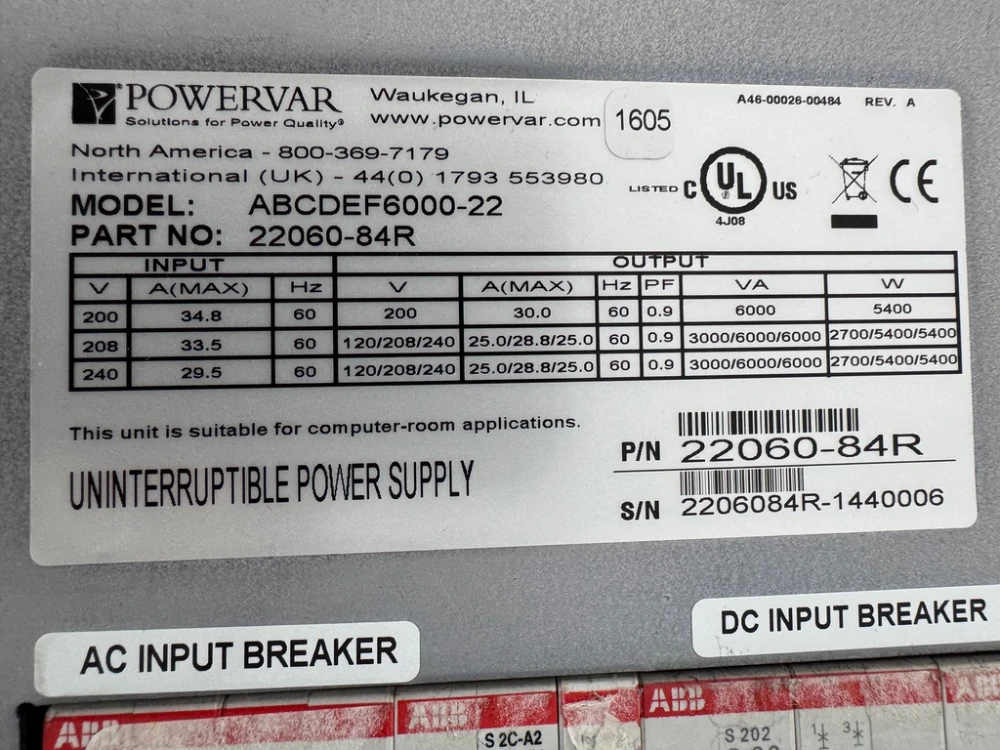 POWERVAR
Solutions for Power Quality
Waukegan, IL
www.powervar.com
1605
A46-00026-00484 REV. A
North America - 800-369-7179
International (UK) - 44(0) 1793 553980
LISTED C UL US
4J08
CE
MODEL: ABCDEF6000-22
PART NO: 22060-84R
INPUT OUTPUT
V A(MAX) Hz V A(MAX) Hz PF VA W
200 34.8 60 200 30.0 60 0.9 6000 5400
208 33.5 60 120/208/240 25.0/28.8/25.0 60 0.9 3000/6000/6000 2700/5400/5400
240 29.5 60 120/208/240 25.0/28.8/25.0 60 0.9 3000/6000/6000 2700/5400/5400
This unit is suitable for computer-room applications.
UNINTERRUPTIBLE POWER SUPPLY
P/N 22060-84R
S/N 2206084R-1440006
AC INPUT BREAKER
DC INPUT BREAKER
ABB
ABB
S 2C-A2
ABB
S 202
ABB